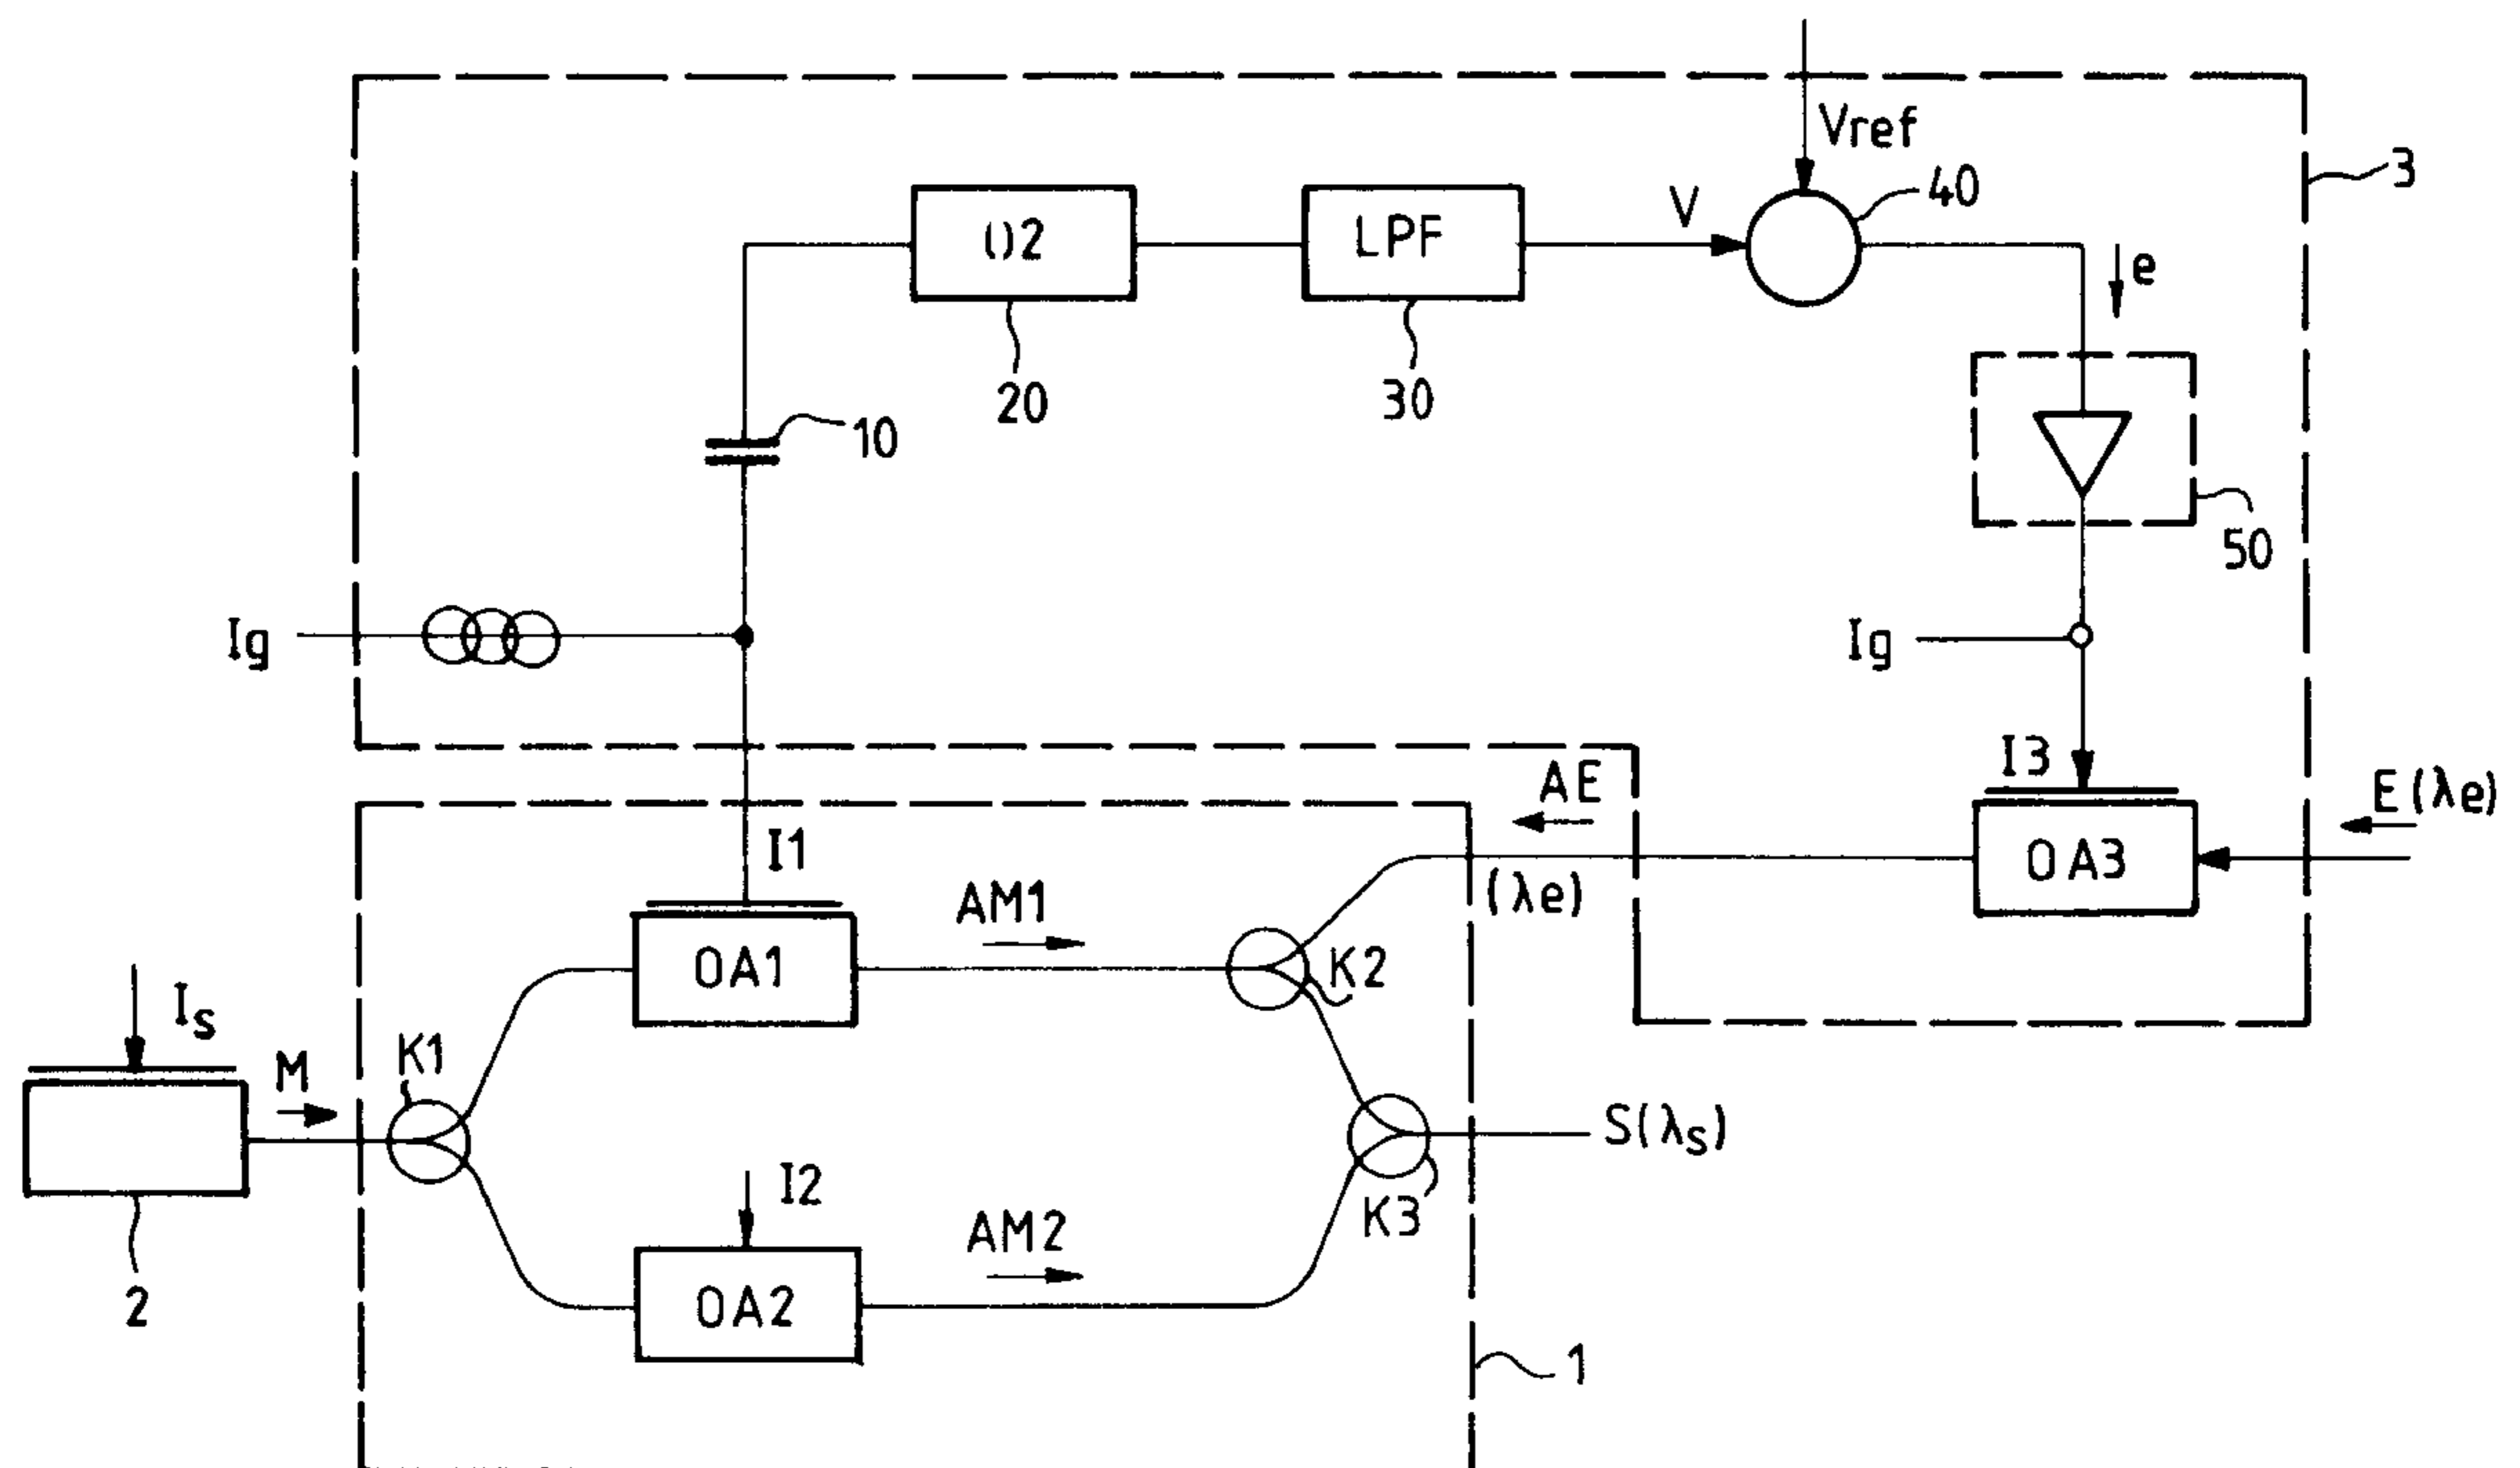 Vref
40
3
V
()2
LPF
e
20
30
10
50
Ig
Ig
I3
AE
E(λe)
I1
OA3
(λe)
AM1
OA1
K2
Is
K1
M
S(λs)
I2
K3
AM2
2
OA2
1